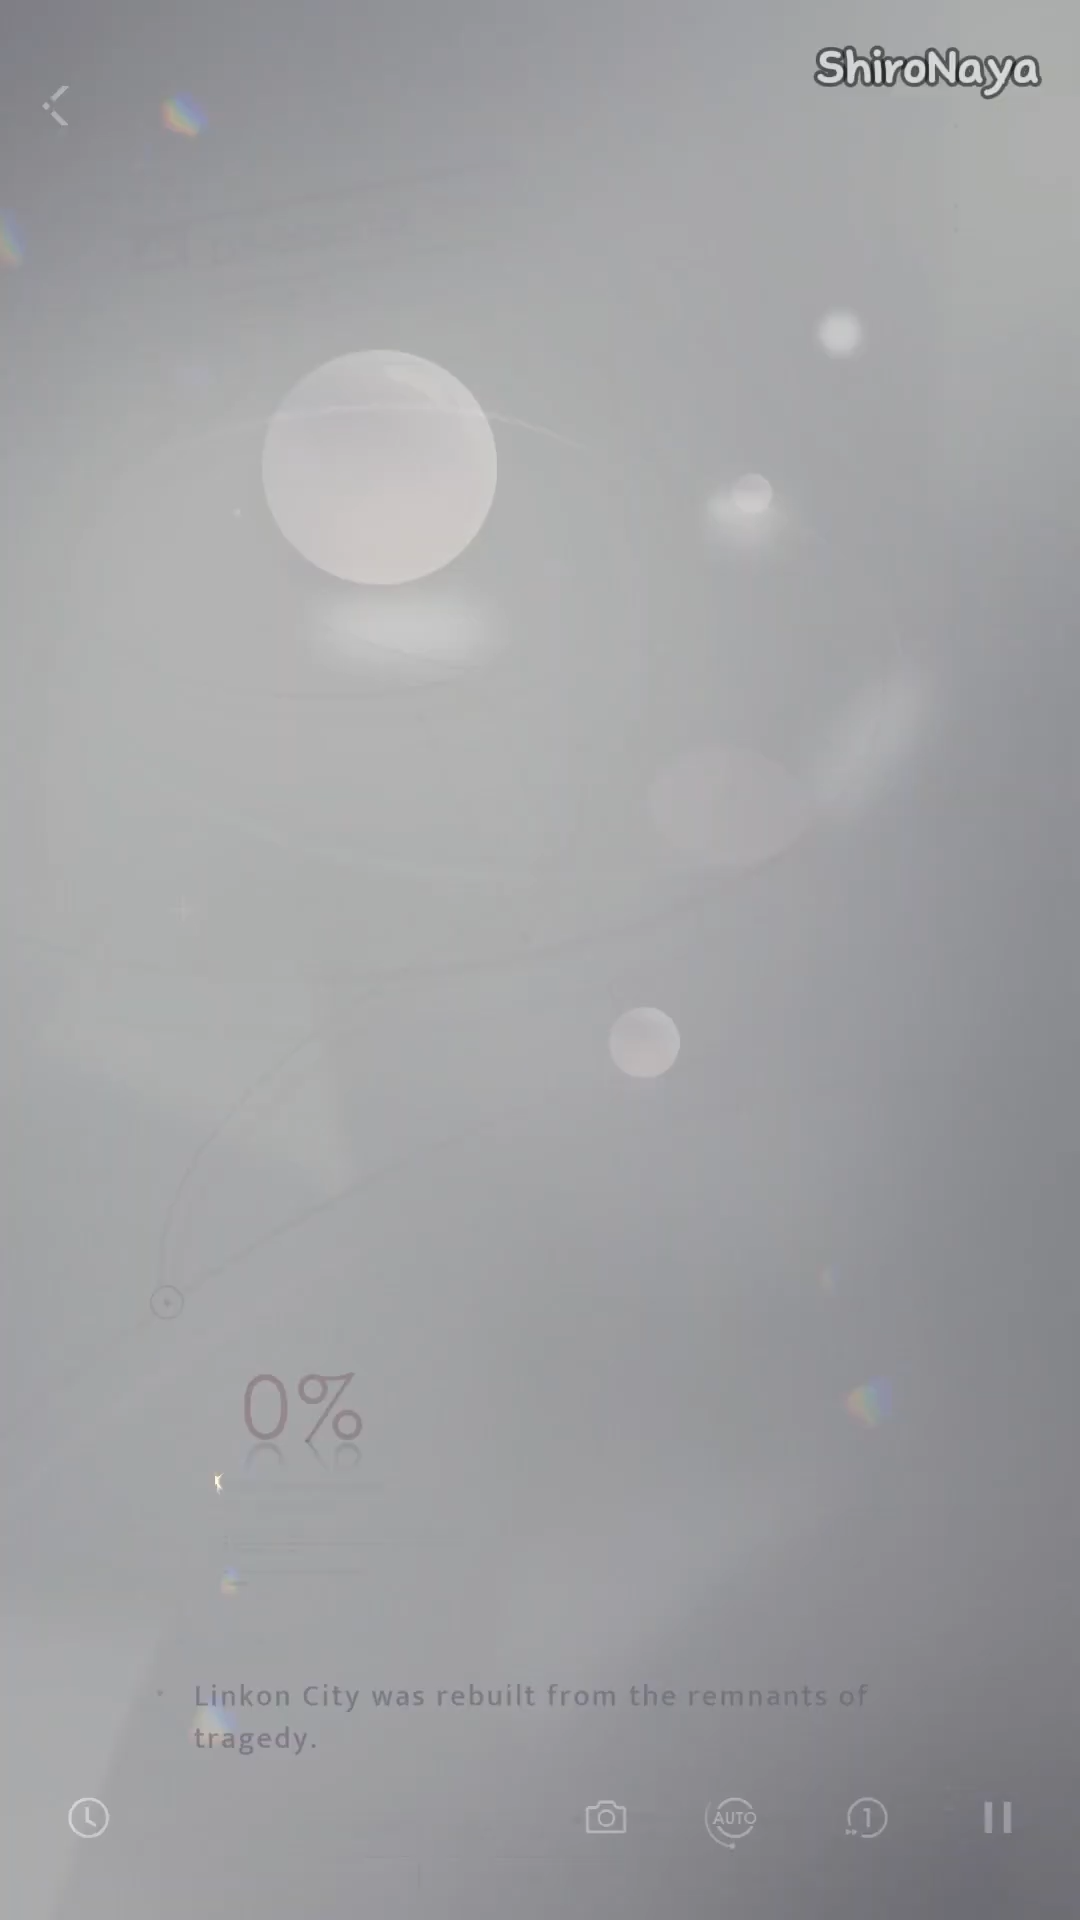 ShiroNaya
0%
Linkon City was rebuilt from the remnants of
tragedy.
AUTO
1